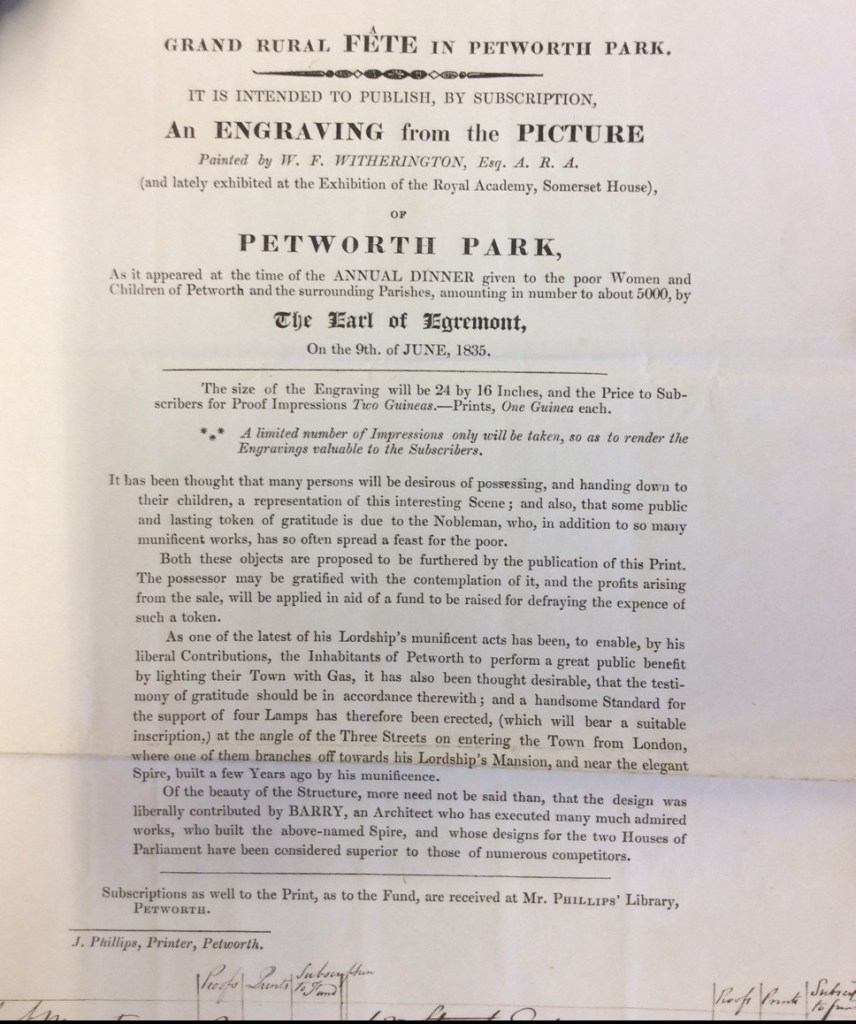 GRAND RURAL FÊTE IN PETWORTH PARK.
IT IS INTENDED TO PUBLISH, BY SUBSCRIPTION,
An ENGRAVING from the PICTURE
Painted by W. F. WITHERINGTON, Esq. A. R. A.
(and lately exhibited at the Exhibition of the Royal Academy, Somerset House),
OF
PETWORTH PARK,
As it appeared at the time of the ANNUAL DINNER given to the poor Women and
Children of Petworth and the surrounding Parishes, amounting in number to about 5000, by
The Earl of Egremont,
On the 9th. of JUNE, 1835.
The size of the Engraving will be 24 by 16 Inches, and the Price to Sub-
scribers for Proof Impressions Two Guineas.—Prints, One Guinea each.
*⁎* A limited number of Impressions only will be taken, so as to render the
Engravings valuable to the Subscribers.
It has been thought that many persons will be desirous of possessing, and handing down to
their children, a representation of this interesting Scene; and also, that some public
and lasting token of gratitude is due to the Nobleman, who, in addition to so many
munificent works, has so often spread a feast for the poor.
Both these objects are proposed to be furthered by the publication of this Print.
The possessor may be gratified with the contemplation of it, and the profits arising
from the sale, will be applied in aid of a fund to be raised for defraying the expence of
such a token.
As one of the latest of his Lordship's munificent acts has been, to enable, by his
liberal Contributions, the Inhabitants of Petworth to perform a great public benefit
by lighting their Town with Gas, it has also been thought desirable, that the testi-
mony of gratitude should be in accordance therewith; and a handsome Standard for
the support of four Lamps has therefore been erected, (which will bear a suitable
inscription,) at the angle of the Three Streets on entering the Town from London,
where one of them branches off towards his Lordship's Mansion, and near the elegant
Spire, built a few Years ago by his munificence.
Of the beauty of the Structure, more need not be said than, that the design was
liberally contributed by BARRY, an Architect who has executed many much admired
works, who built the above-named Spire, and whose designs for the two Houses of
Parliament have been considered superior to those of numerous competitors.
Subscriptions as well to the Print, as to the Fund, are received at Mr. PHILLIPS' Library,
PETWORTH.
J. Phillips, Printer, Petworth.
Proofs Prints Subscription to Fund
Proofs Prints